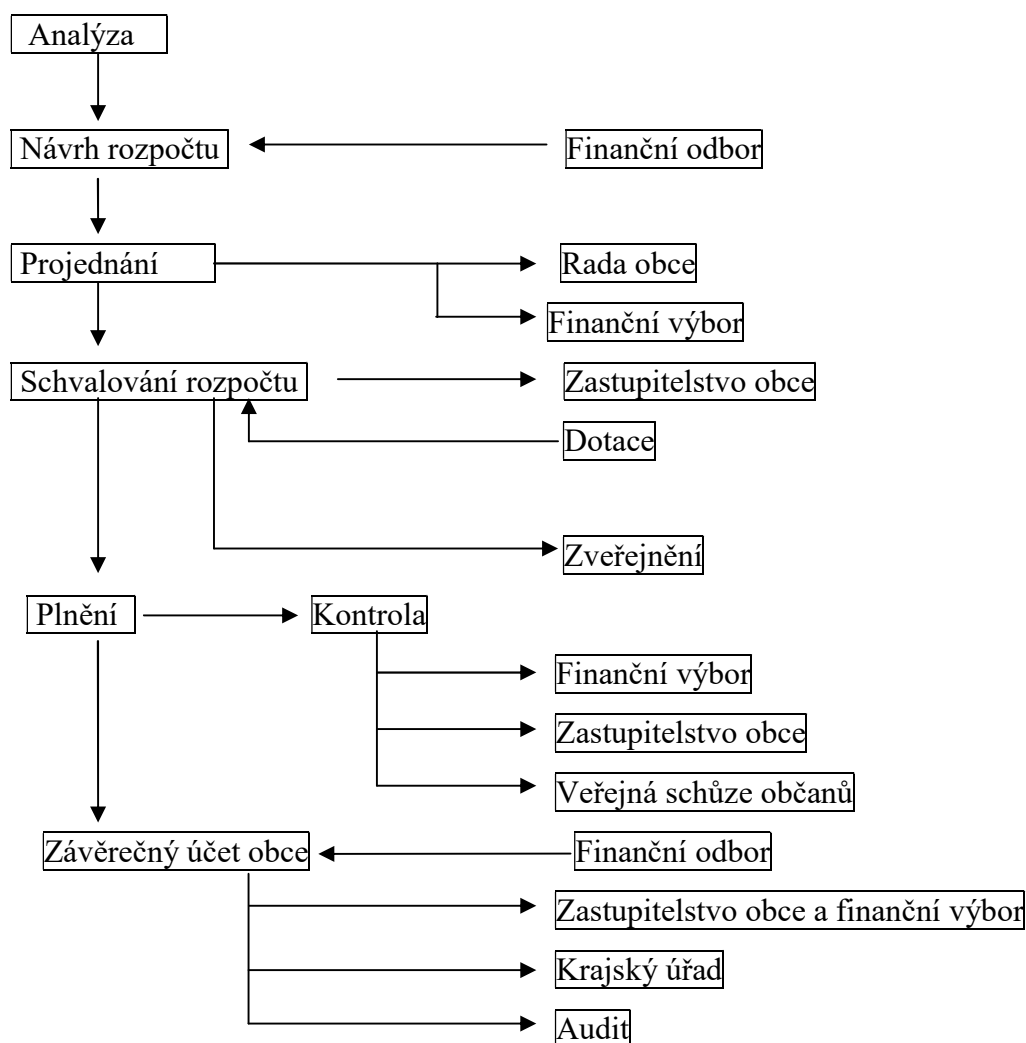 Analýza
Návrh rozpočtu
Finanční odbor
Projednání
Rada obce
Finanční výbor
Schvalování rozpočtu
Zastupitelstvo obce
Dotace
Zveřejnění
Plnění
Kontrola
Finanční výbor
Zastupitelstvo obce
Veřejná schůze občanů
Závěrečný účet obce
Finanční odbor
Zastupitelstvo obce a finanční výbor
Krajský úřad
Audit